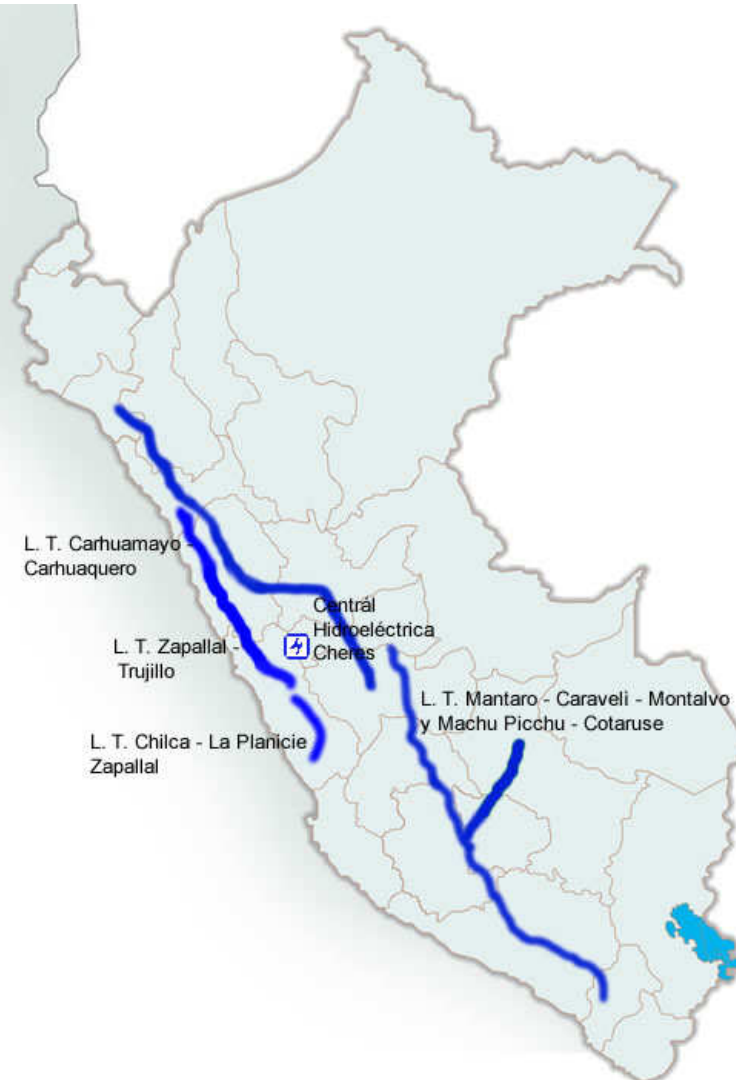 L. T. Carhuamayo -
Carhuaquero
Centrál
Hidroeléctrica
Cheres
L. T. Zapallal -
Trujillo
L. T. Mantaro - Caraveli - Montalvo
y Machu Picchu - Cotaruse
L. T. Chilca - La Planicie
Zapallal